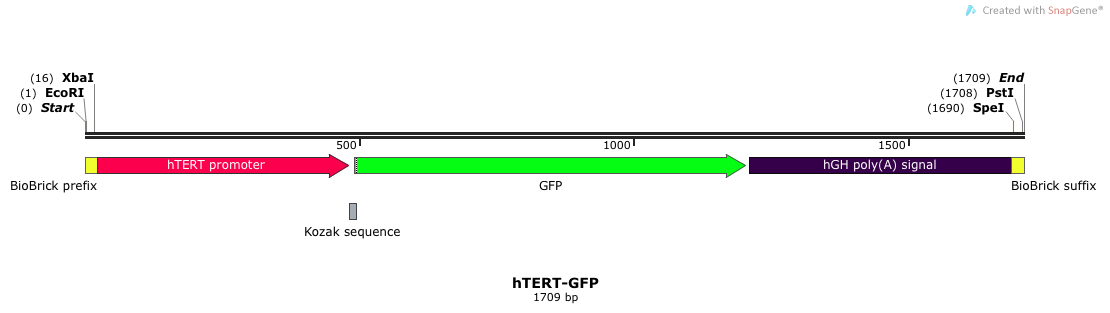 Created with SnapGene®
(16) XbaI
(1709) End
(1) EcoRI
(1708) PstI
(0) Start
(1690) SpeI
500
1000
1500
hTERT promoter
hGH poly(A) signal
BioBrick prefix
GFP
BioBrick suffix
Kozak sequence
hTERT-GFP
1709 bp